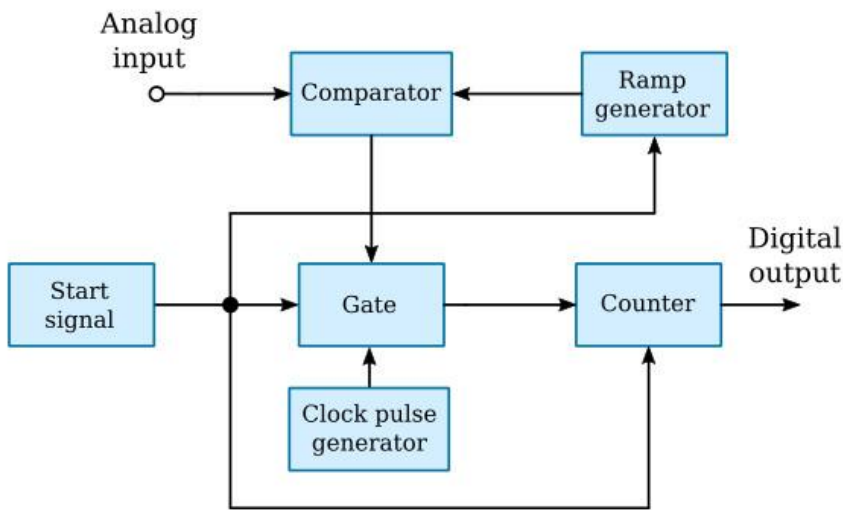 Analog
input
Comparator
Ramp
generator
Start
signal
Gate
Counter
Digital
output
Clock pulse
generator